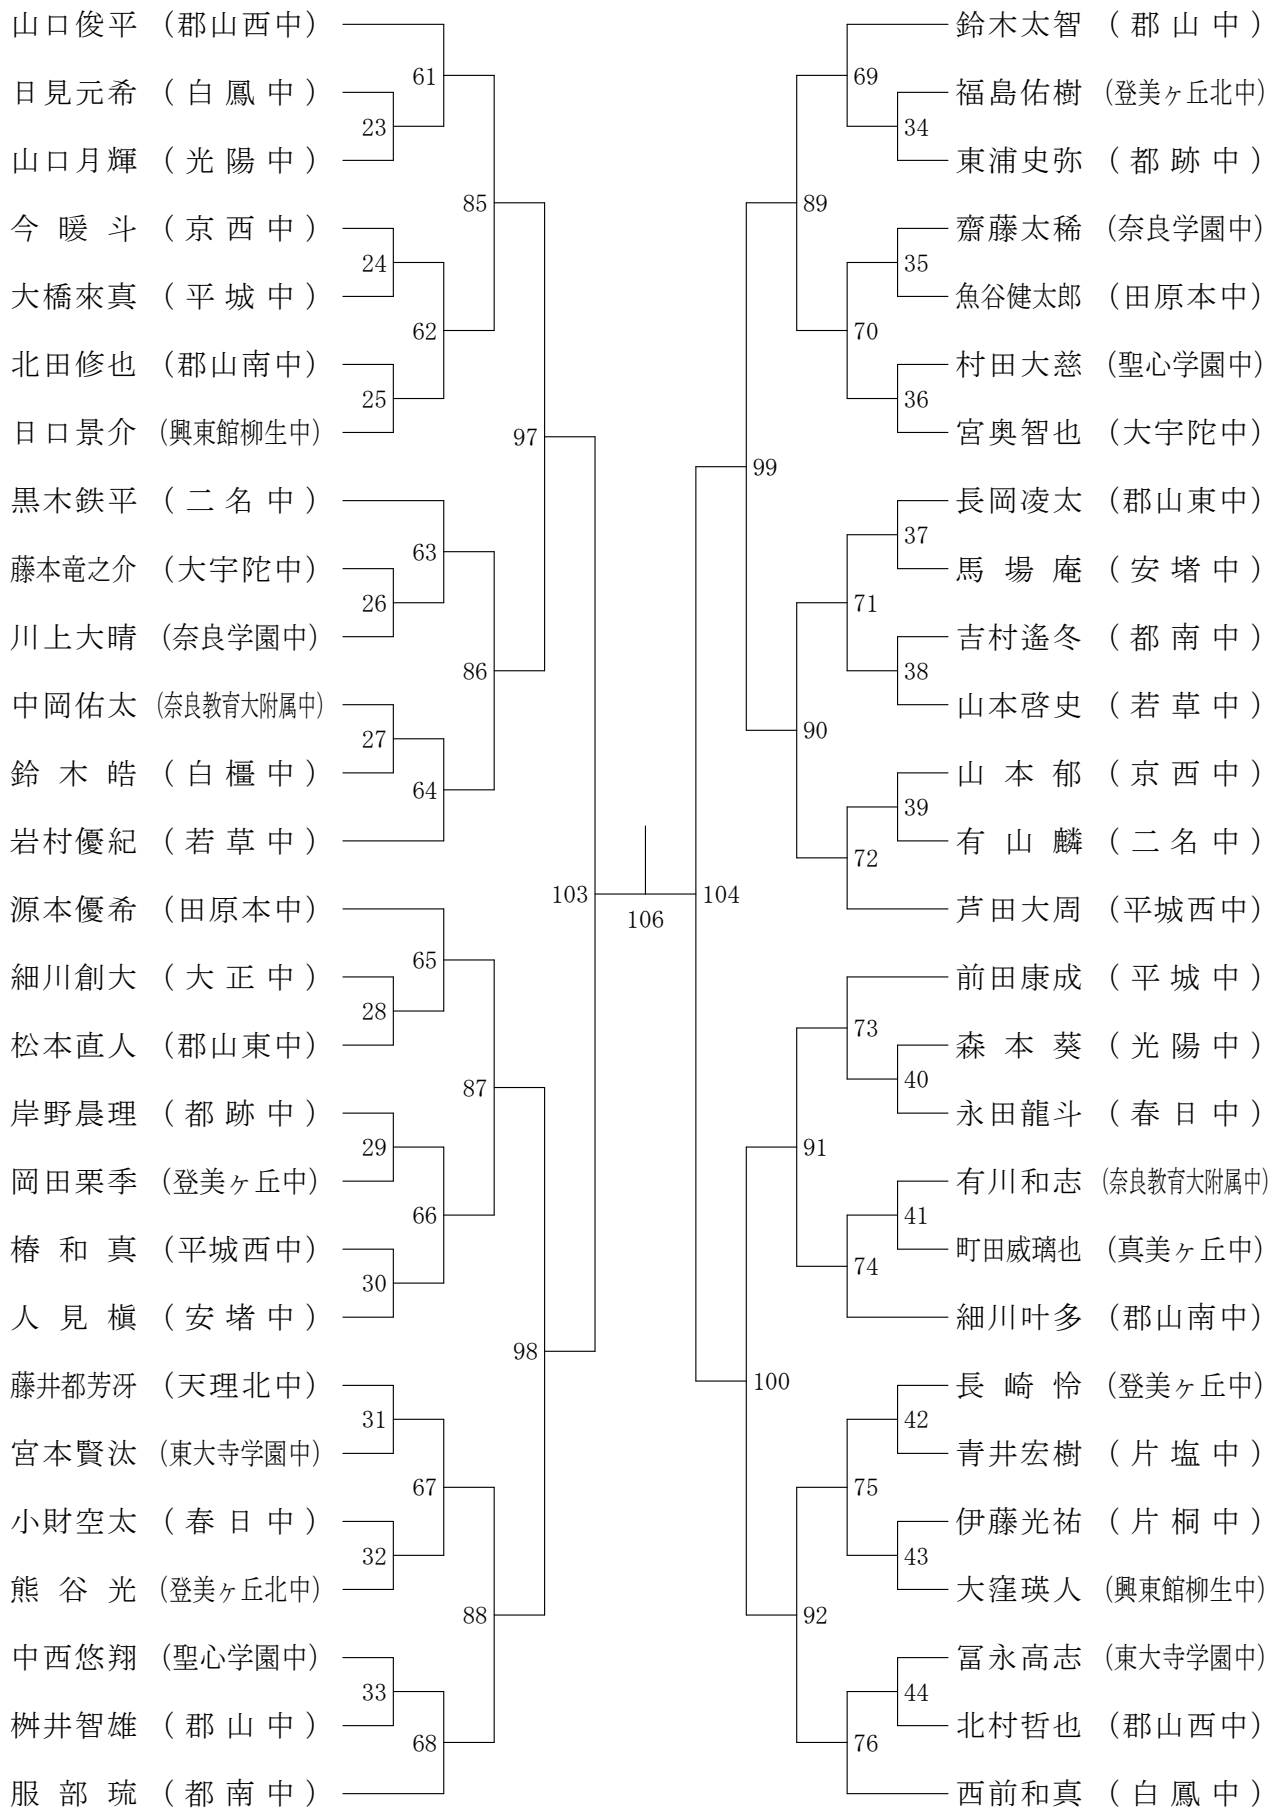 山口俊平 (郡山西中)
日見元希 (白鳳中)
山口月輝 (光陽中)
今暖斗 (京西中)
大橋來真 (平城中)
北田修也 (郡山南中)
日口景介 (興東館柳生中)
黒木鉄平 (二名中)
藤本竜之介 (大宇陀中)
川上大晴 (奈良学園中)
中岡佑太 (奈良教育大附属中)
鈴木皓 (白橿中)
岩村優紀 (若草中)
源本優希 (田原本中)
細川創大 (大正中)
松本直人 (郡山東中)
岸野晨理 (都跡中)
岡田栗季 (登美ヶ丘中)
椿和真 (平城西中)
人見槇 (安堵中)
藤井都芳冴 (天理北中)
宮本賢汰 (東大寺学園中)
小財空太 (春日中)
熊谷光 (登美ヶ丘北中)
中西悠翔 (聖心学園中)
桝井智雄 (郡山中)
服部琉 (都南中)
23
24
25
26
27
28
29
30
31
32
33
61
62
63
64
65
66
67
68
85
86
87
88
97
98
103
106
104
99
100
89
90
91
92
69
70
71
72
73
74
75
76
34
35
36
37
38
39
40
41
42
43
44
鈴木太智 (郡山中)
福島佑樹 (登美ヶ丘北中)
東浦史弥 (都跡中)
齋藤太稀 (奈良学園中)
魚谷健太郎 (田原本中)
村田大慈 (聖心学園中)
宮奥智也 (大宇陀中)
長岡凌太 (郡山東中)
馬場庵 (安堵中)
吉村遙冬 (都南中)
山本啓史 (若草中)
山本郁 (京西中)
有山麟 (二名中)
芦田大周 (平城西中)
前田康成 (平城中)
森本葵 (光陽中)
永田龍斗 (春日中)
有川和志 (奈良教育大附属中)
町田威璃也 (真美ヶ丘中)
細川叶多 (郡山南中)
長崎怜 (登美ヶ丘中)
青井宏樹 (片塩中)
伊藤光祐 (片桐中)
大窪瑛人 (興東館柳生中)
冨永高志 (東大寺学園中)
北村哲也 (郡山西中)
西前和真 (白鳳中)